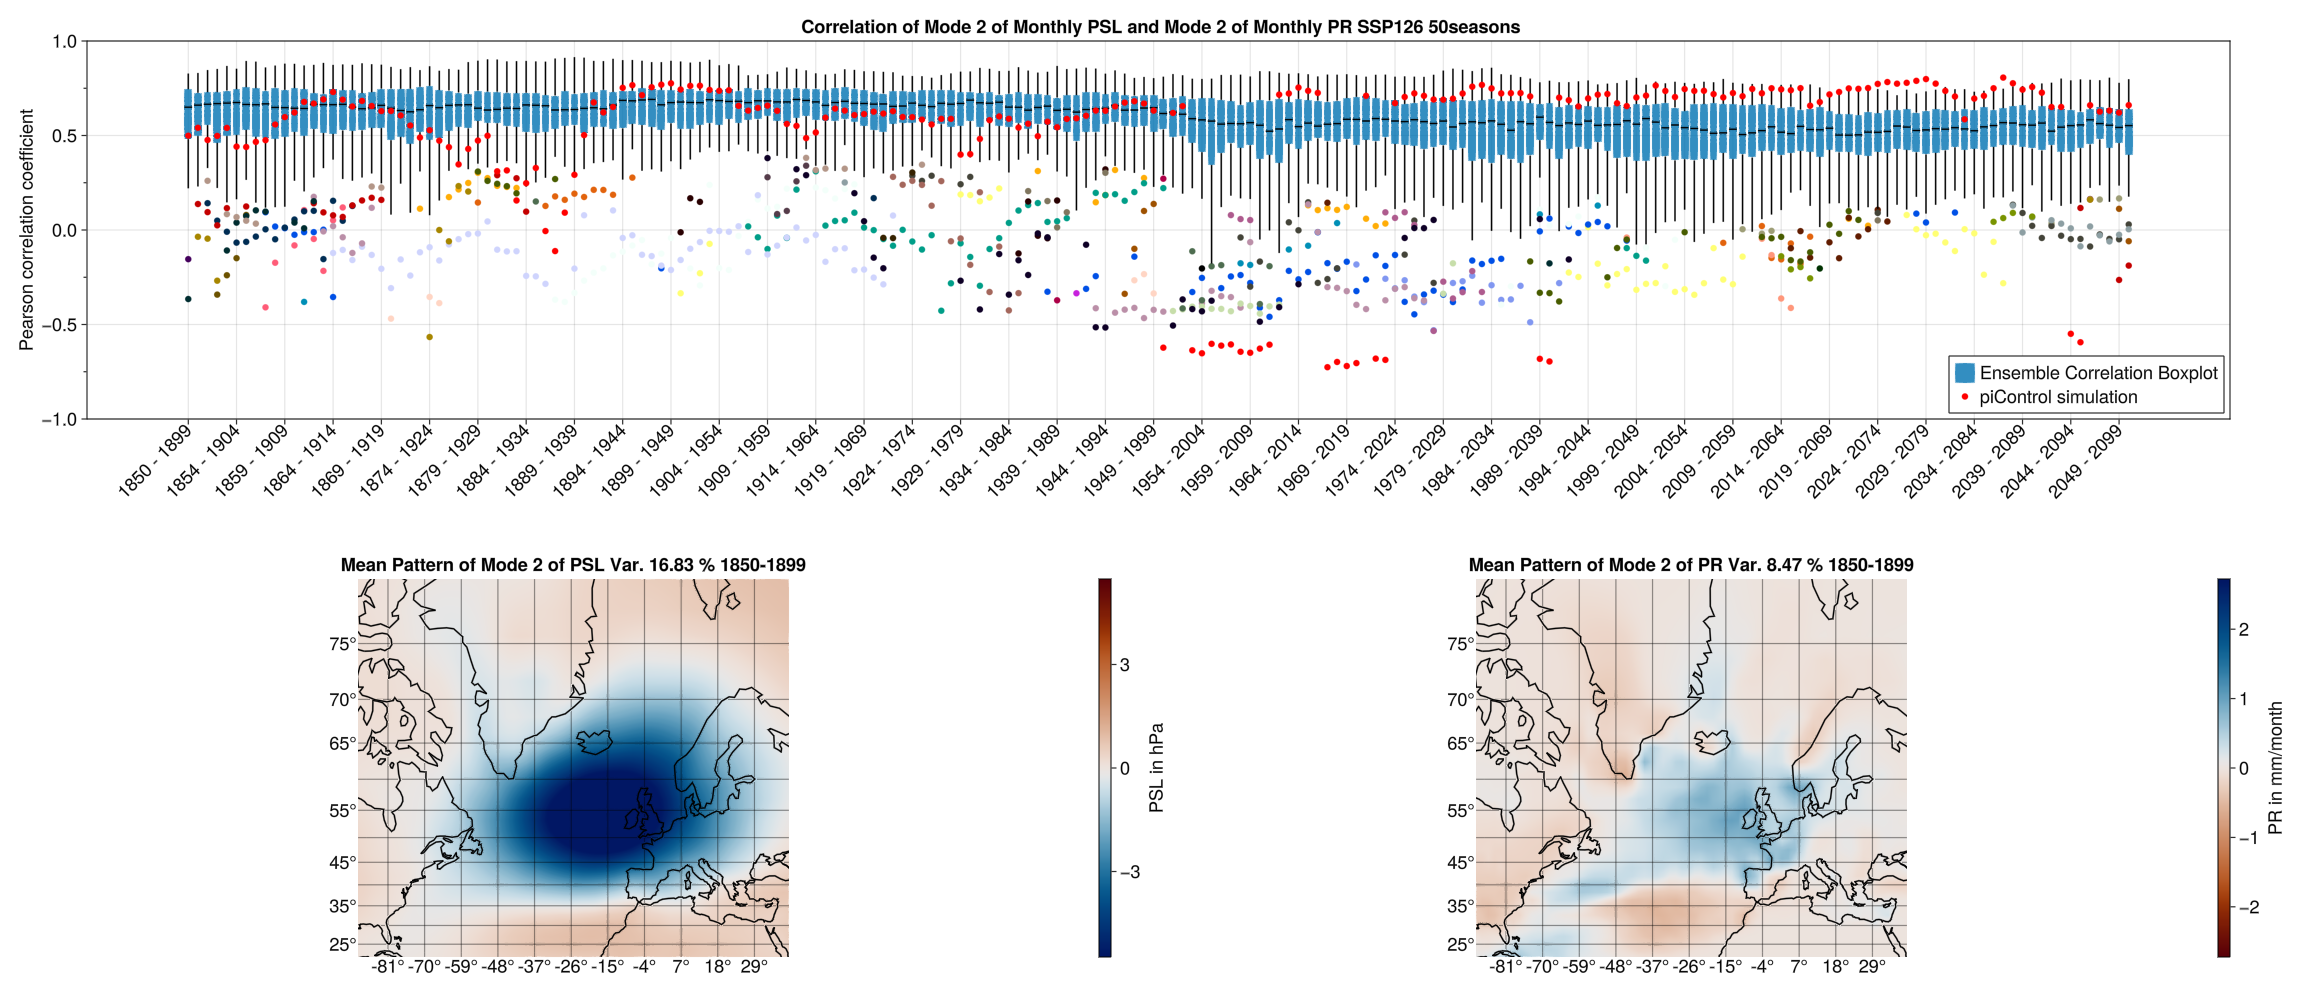 Correlation of Mode 2 of Monthly PSL and Mode 2 of Monthly PR SSP126 50seasons
Pearson correlation coefficient
1.0
0.5
0.0
−0.5
−1.0
Ensemble Correlation Boxplot
piControl simulation
1850 - 1899
1854 - 1904
1859 - 1909
1864 - 1914
1869 - 1919
1874 - 1924
1879 - 1929
1884 - 1934
1889 - 1939
1894 - 1944
1899 - 1949
1904 - 1954
1909 - 1959
1914 - 1964
1919 - 1969
1924 - 1974
1929 - 1979
1934 - 1984
1939 - 1989
1944 - 1994
1949 - 1999
1954 - 2004
1959 - 2009
1964 - 2014
1969 - 2019
1974 - 2024
1979 - 2029
1984 - 2034
1989 - 2039
1994 - 2044
1999 - 2049
2004 - 2054
2009 - 2059
2014 - 2064
2019 - 2069
2024 - 2074
2029 - 2079
2034 - 2084
2039 - 2089
2044 - 2094
2049 - 2099
Mean Pattern of Mode 2 of PSL Var. 16.83 % 1850-1899
75°
70°
65°
55°
45°
35°
25°
-81° -70° -59° -48° -37° -26° -15° -4° 7° 18° 29°
3
0
−3
PSL in hPa
Mean Pattern of Mode 2 of PR Var. 8.47 % 1850-1899
75°
70°
65°
55°
45°
35°
25°
-81° -70° -59° -48° -37° -26° -15° -4° 7° 18° 29°
2
1
0
−1
−2
PR in mm/month